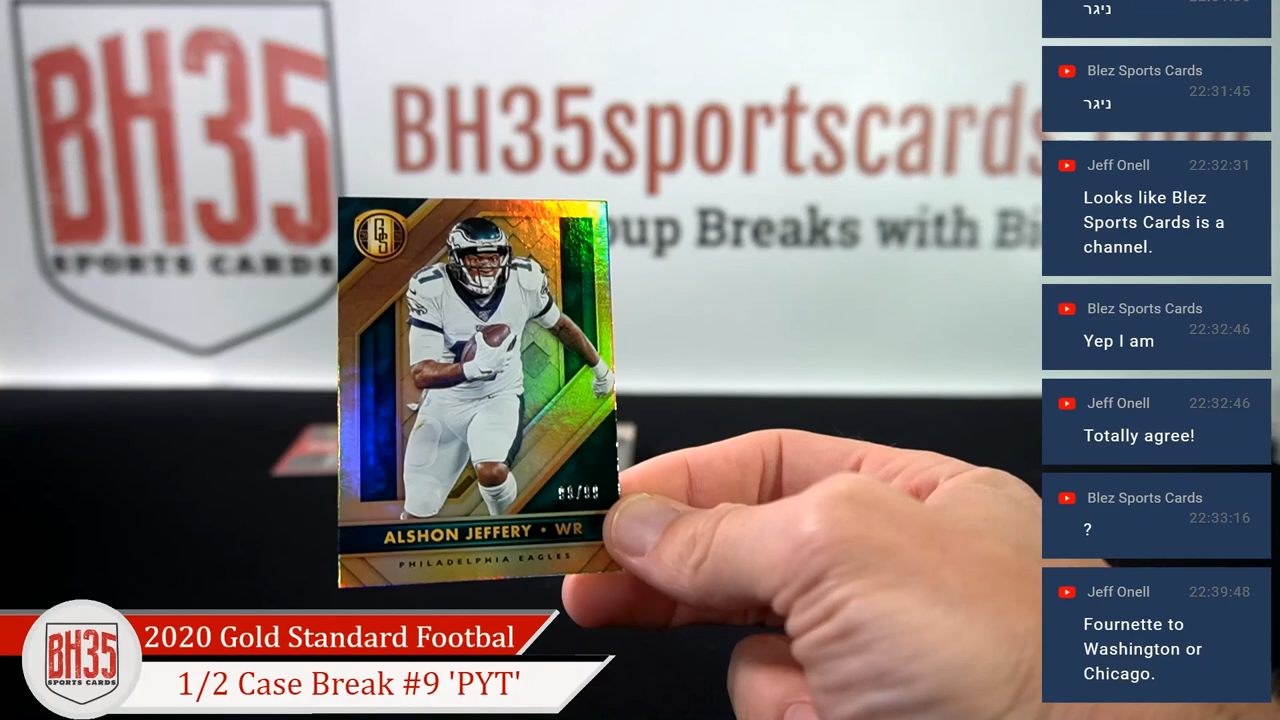 BH35
SPORTS CARDS
BH35sportscards
oup Breaks with Bi
ALSHON JEFFERY • WR
PHILADELPHIA EAGLES
BH35
SPORTS CARDS
2020 Gold Standard Footbal
1/2 Case Break #9 'PYT'
ניגר
Blez Sports Cards
22:31:45
ניגר
Jeff Onell 22:32:31
Looks like Blez
Sports Cards is a
channel.
Blez Sports Cards
22:32:46
Yep I am
Jeff Onell 22:32:46
Totally agree!
Blez Sports Cards
22:33:16
?
Jeff Onell 22:39:48
Fournette to
Washington or
Chicago.